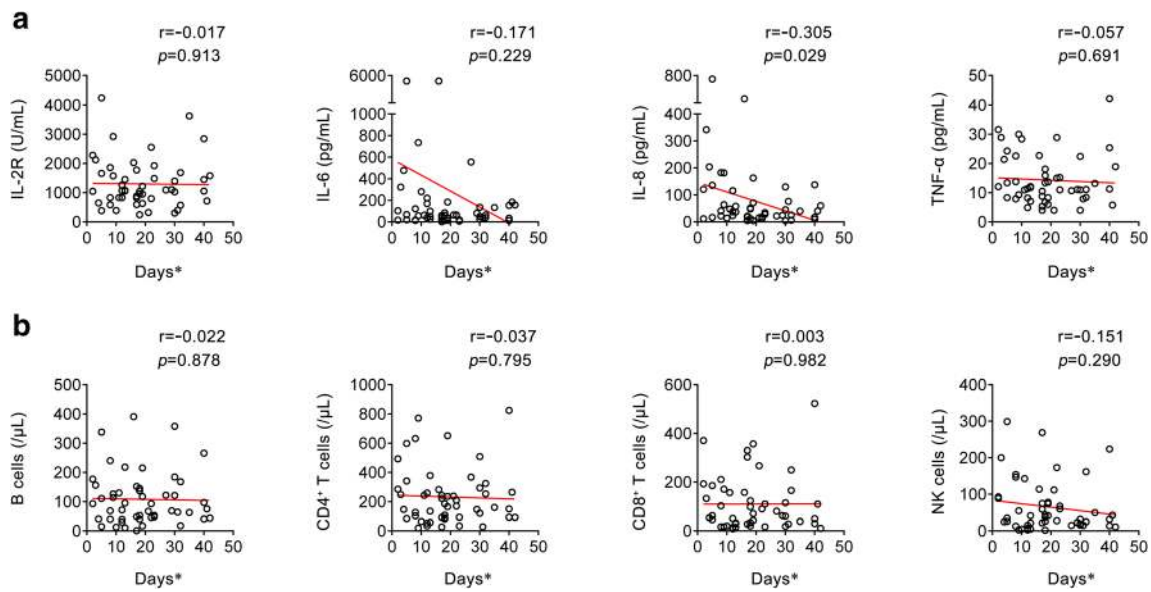 a
r=-0.017
p=0.913
5000
4000
3000
2000
1000
0
IL-2R (U/mL)
0 10 20 30 40 50
Days*
r=-0.171
p=0.229
6000
1000
800
600
400
200
0
IL-6 (pg/mL)
0 10 20 30 40 50
Days*
r=-0.305
p=0.029
800
400
300
200
100
0
IL-8 (pg/mL)
0 10 20 30 40 50
Days*
r=-0.057
p=0.691
50
40
30
20
10
0
TNF-α (pg/mL)
0 10 20 30 40 50
Days*
b
r=-0.022
p=0.878
500
400
300
200
100
0
B cells (/μL)
0 10 20 30 40 50
Days*
r=-0.037
p=0.795
1000
800
600
400
200
0
CD4⁺ T cells (/μL)
0 10 20 30 40 50
Days*
r=0.003
p=0.982
600
400
200
0
CD8⁺ T cells (/μL)
0 10 20 30 40 50
Days*
r=-0.151
p=0.290
400
300
200
100
0
NK cells (/μL)
0 10 20 30 40 50
Days*